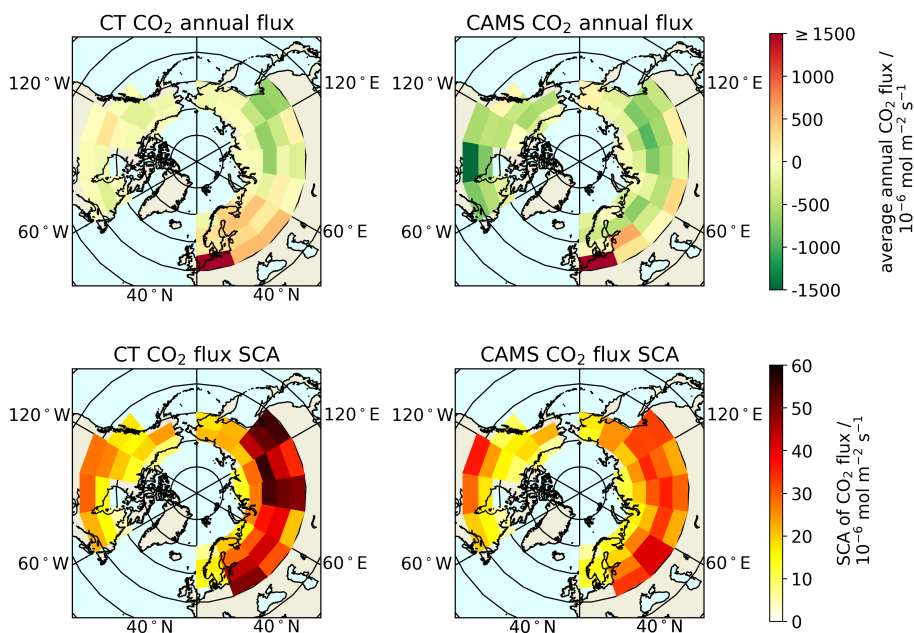 CT CO₂ annual flux
CAMS CO₂ annual flux
120°W
120°E
60°W
60°E
40°N
40°N
120°W
120°E
60°W
60°E
40°N
40°N
≥ 1500
1000
500
0
-500
-1000
-1500
average annual CO₂ flux /
10⁻⁶ mol m⁻² s⁻¹
CT CO₂ flux SCA
CAMS CO₂ flux SCA
120°W
120°E
60°W
60°E
40°N
40°N
120°W
120°E
60°W
60°E
40°N
40°N
60
50
40
30
20
10
0
SCA of CO₂ flux /
10⁻⁶ mol m⁻² s⁻¹